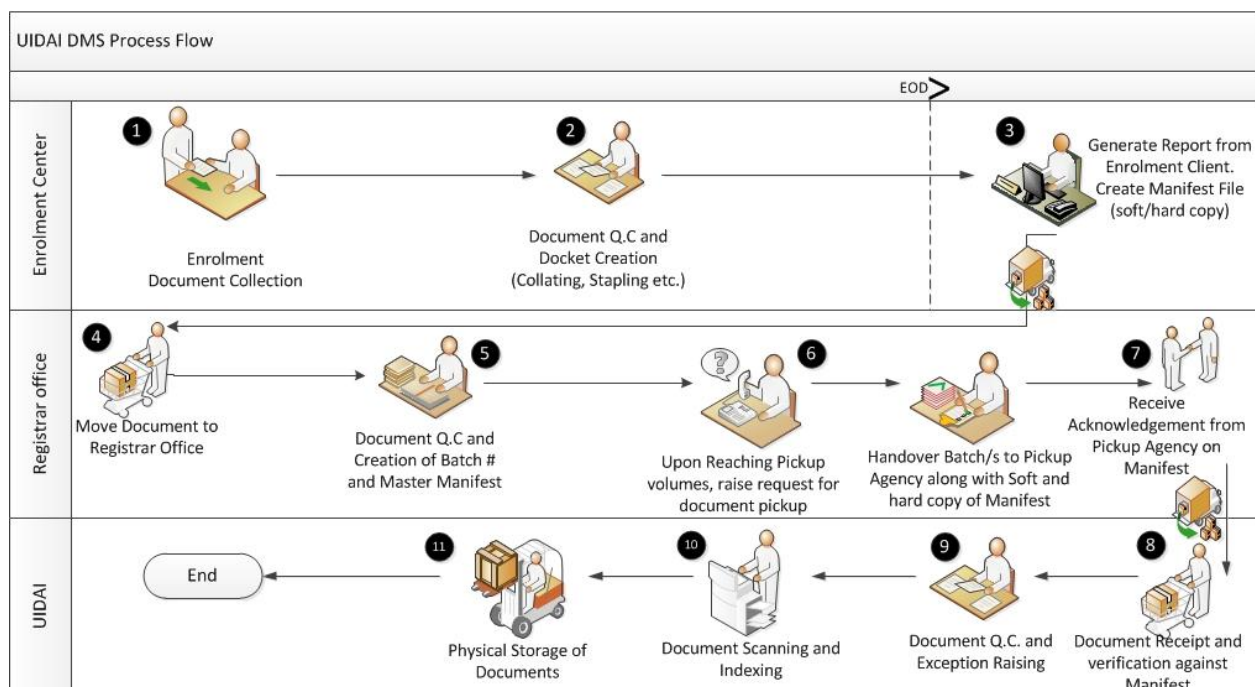 UIDAI DMS Process Flow
EOD
Enrolment Center
1
Enrolment
Document Collection
2
Document Q.C and
Docket Creation
(Collating, Stapling etc.)
3
Generate Report from
Enrolment Client.
Create Manifest File
(soft/hard copy)
Registrar office
4
Move Document to
Registrar Office
5
Document Q.C and
Creation of Batch #
and Master Manifest
?
6
Upon Reaching Pickup
volumes, raise request for
document pickup
Handover Batch/s to Pickup
Agency along with Soft and
hard copy of Manifest
7
Receive
Acknowledgement from
Pickup Agency on
Manifest
UIDAI
8
Document Receipt and
verification against
Manifest
9
Document Q.C. and
Exception Raising
10
Document Scanning and
Indexing
11
Physical Storage of
Documents
End